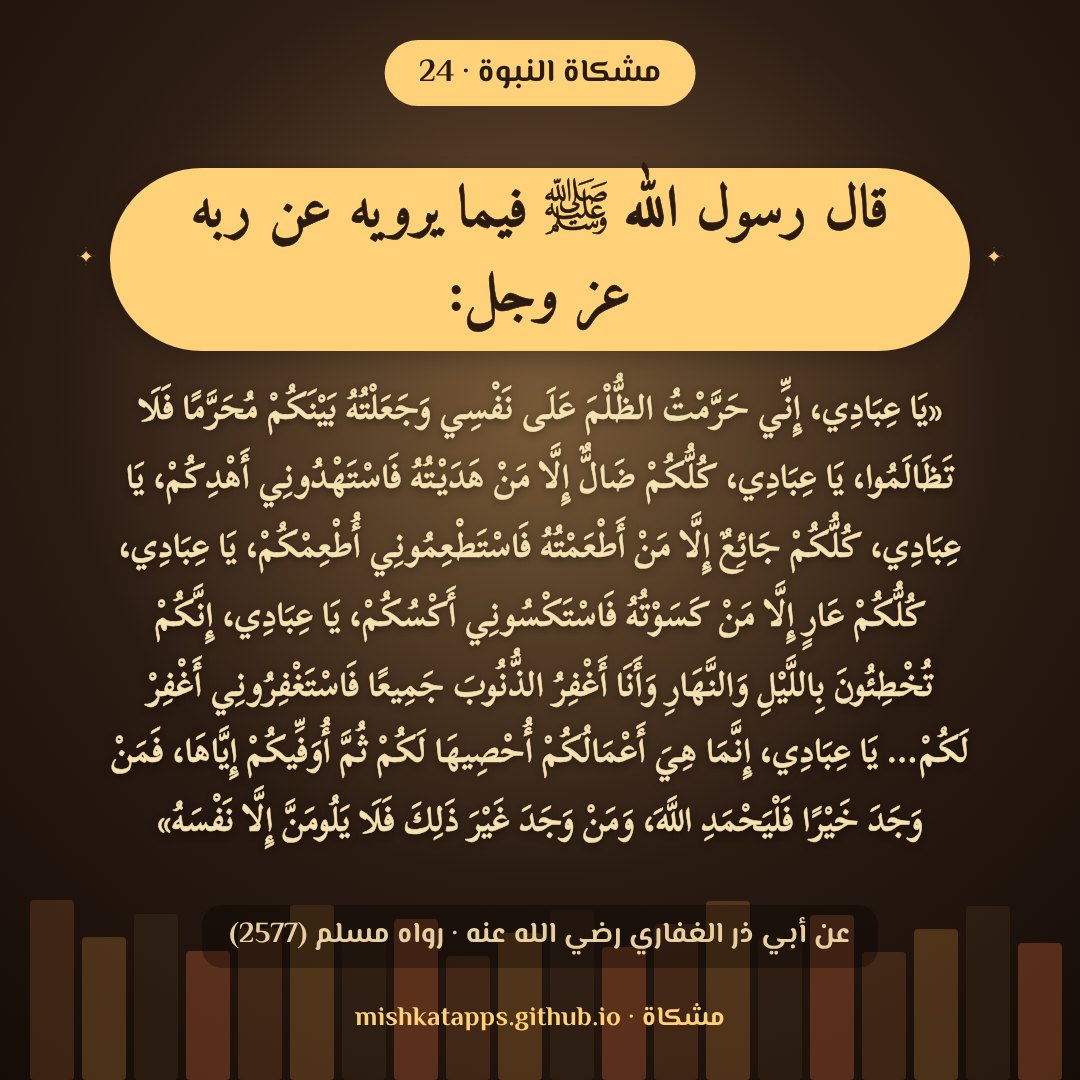 مشكاة النبوة · 24
قال رسول الله ﷺ فيما يرويه عن ربه
عز وجل:
«يَا عِبَادِي، إِنِّي حَرَّمْتُ الظُّلْمَ عَلَى نَفْسِي وَجَعَلْتُهُ بَيْنَكُمْ مُحَرَّمًا فَلَا
تَظَالَمُوا، يَا عِبَادِي، كُلُّكُمْ ضَالٌّ إِلَّا مَنْ هَدَيْتُهُ فَاسْتَهْدُونِي أَهْدِكُمْ، يَا
عِبَادِي، كُلُّكُمْ جَائِعٌ إِلَّا مَنْ أَطْعَمْتُهُ فَاسْتَطْعِمُونِي أُطْعِمْكُمْ، يَا عِبَادِي،
كُلُّكُمْ عَارٍ إِلَّا مَنْ كَسَوْتُهُ فَاسْتَكْسُونِي أَكْسُكُمْ، يَا عِبَادِي، إِنَّكُمْ
تُخْطِئُونَ بِاللَّيْلِ وَالنَّهَارِ وَأَنَا أَغْفِرُ الذُّنُوبَ جَمِيعًا فَاسْتَغْفِرُونِي أَغْفِرْ
لَكُمْ... يَا عِبَادِي، إِنَّمَا هِيَ أَعْمَالُكُمْ أُحْصِيهَا لَكُمْ ثُمَّ أُوَفِّيكُمْ إِيَّاهَا، فَمَنْ
وَجَدَ خَيْرًا فَلْيَحْمَدِ اللَّهَ، وَمَنْ وَجَدَ غَيْرَ ذَلِكَ فَلَا يَلُومَنَّ إِلَّا نَفْسَهُ»
عن أبي ذر الغفاري رضي الله عنه · رواه مسلم (2577)
مشكاة · mishkatapps.github.io